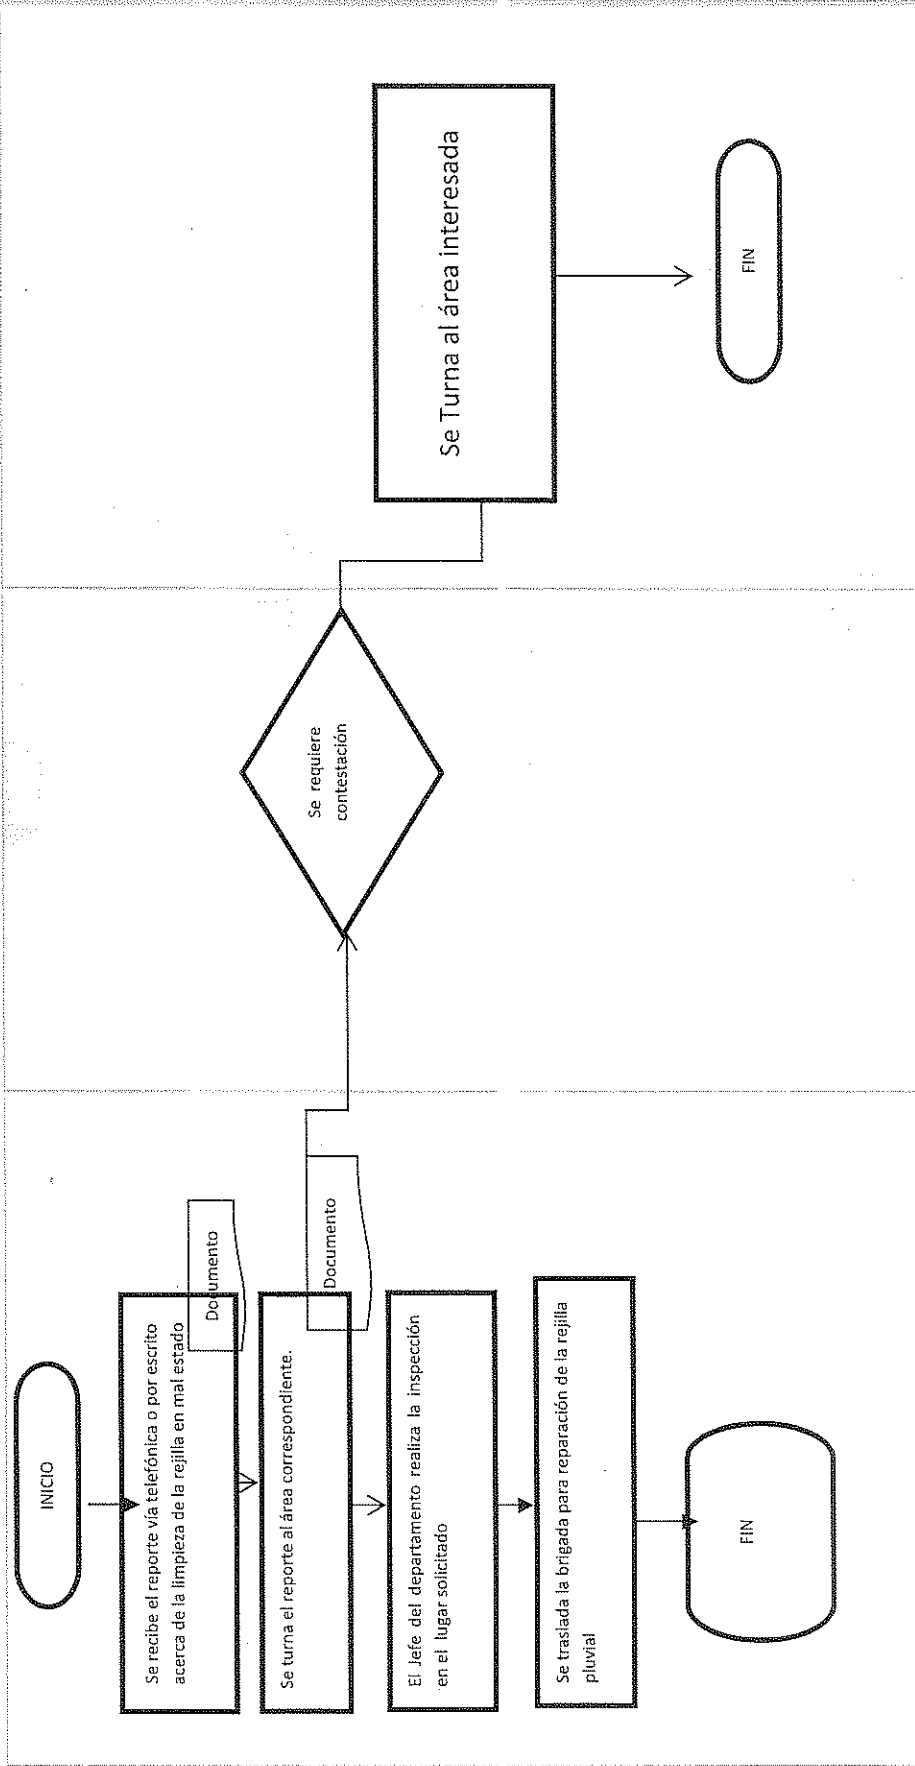 INICIO
Se recibe el reporte vía telefónica o por escrito
acerca de la limpieza de la rejilla en mal estado
Documento
Se turna el reporte al área correspondiente.
Documento
El Jefe del departamento realiza la inspección
en el lugar solicitado
Se traslada la brigada para reparación de la rejilla
pluvial
FIN
Se requiere
contestación
Se Turna al área interesada
FIN